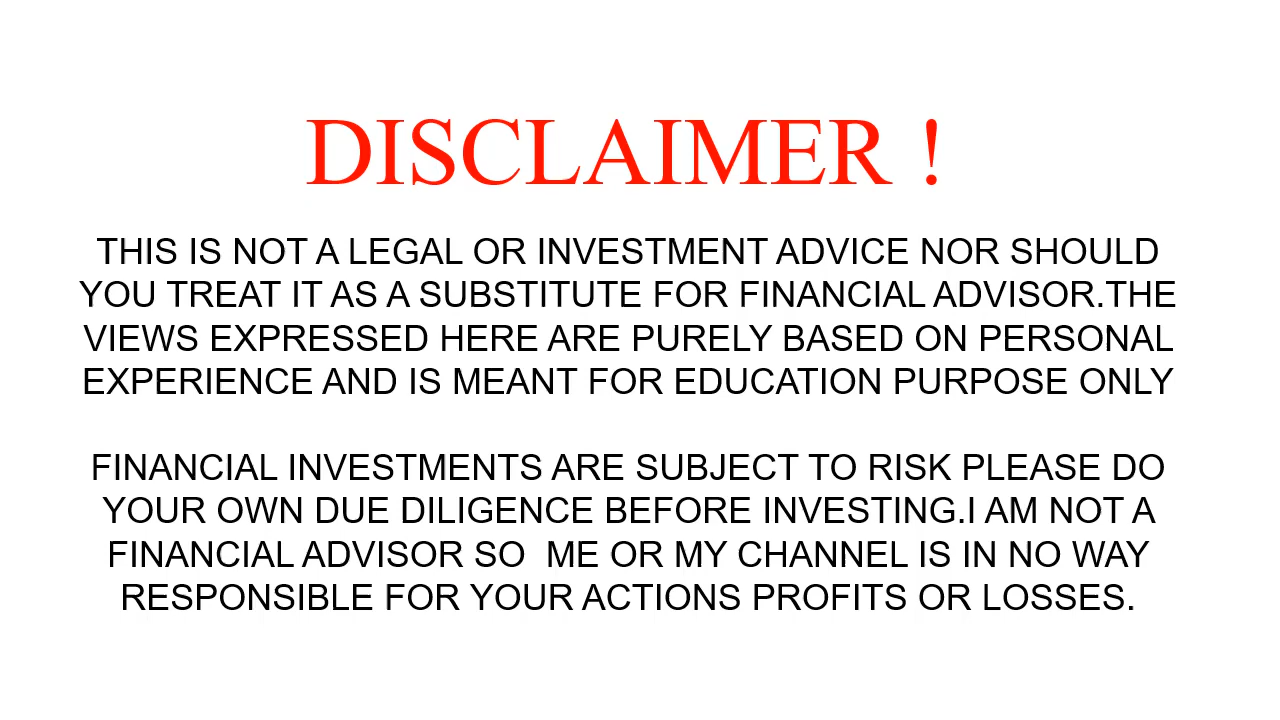 DISCLAIMER !
THIS IS NOT A LEGAL OR INVESTMENT ADVICE NOR SHOULD
YOU TREAT IT AS A SUBSTITUTE FOR FINANCIAL ADVISOR.THE
VIEWS EXPRESSED HERE ARE PURELY BASED ON PERSONAL
EXPERIENCE AND IS MEANT FOR EDUCATION PURPOSE ONLY
FINANCIAL INVESTMENTS ARE SUBJECT TO RISK PLEASE DO
YOUR OWN DUE DILIGENCE BEFORE INVESTING.I AM NOT A
FINANCIAL ADVISOR SO  ME OR MY CHANNEL IS IN NO WAY
RESPONSIBLE FOR YOUR ACTIONS PROFITS OR LOSSES.